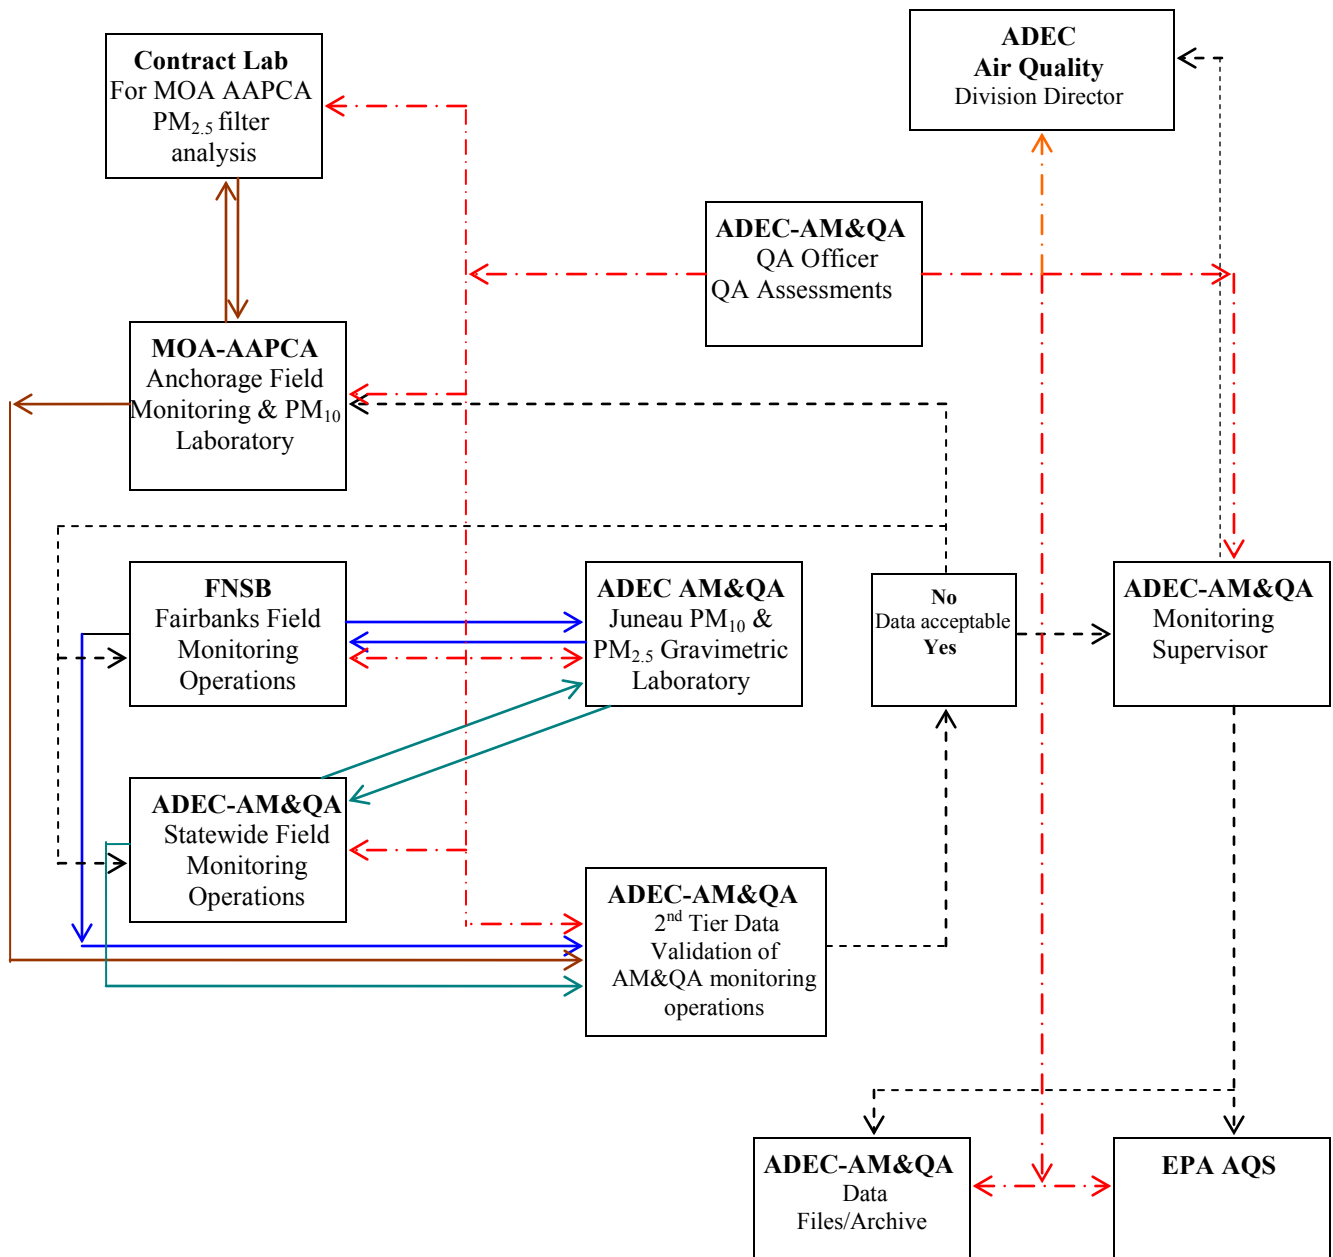 Contract Lab
For MOA AAPCA
PM2.5 filter
analysis
ADEC
Air Quality
Division Director
ADEC-AM&QA
QA Officer
QA Assessments
MOA-AAPCA
Anchorage Field
Monitoring & PM10
Laboratory
FNSB
Fairbanks Field
Monitoring
Operations
ADEC AM&QA
Juneau PM10 &
PM2.5 Gravimetric
Laboratory
No
Data acceptable
Yes
ADEC-AM&QA
Monitoring
Supervisor
ADEC-AM&QA
Statewide Field
Monitoring
Operations
ADEC-AM&QA
2nd Tier Data
Validation of
AM&QA monitoring
operations
ADEC-AM&QA
Data
Files/Archive
EPA AQS